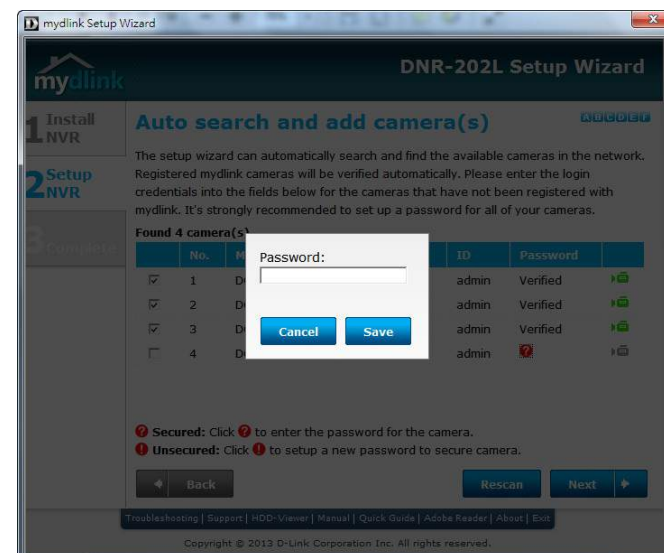 mydlink Setup Wizard
mydlink
DNR-202L Setup Wizard
1 Install NVR
2 Setup NVR
3 Complete
Auto search and add camera(s)
A B C D E F
The setup wizard can automatically search and find the available cameras in the network.
Registered mydlink cameras will be verified automatically. Please enter the login
credentials into the fields below for the cameras that have not been registered with
mydlink. It's strongly recommended to set up a password for all of your cameras.
Found 4 camera(s)
No. ID Password
1 admin Verified
2 admin Verified
3 admin Verified
4 admin ?
Password:
Cancel Save
? Secured: Click ? to enter the password for the camera.
! Unsecured: Click ! to setup a new password to secure camera.
Back
Rescan Next
Troubleshooting | Support | HDD-Viewer | Manual | Quick Guide | Adobe Reader | About | Exit
Copyright © 2013 D-Link Corporation Inc. All rights reserved.